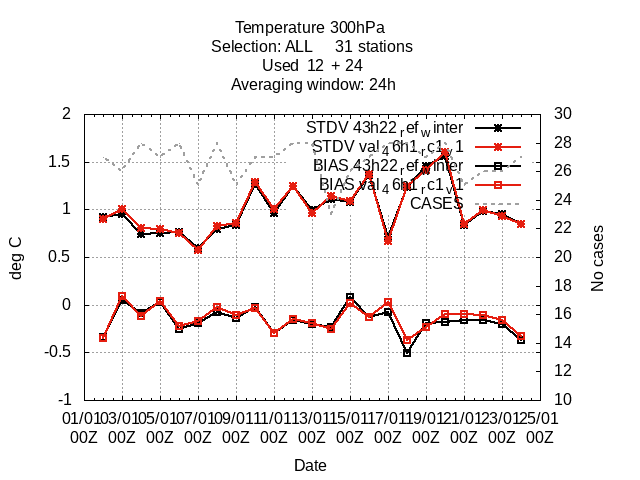 Temperature 300hPa
Selection: ALL 31 stations
Used 12 + 24
Averaging window: 24h
2 30
STDV 43h22_ref_winter 28
STDV val_46h1_rc1_v1
1.5 BIAS 43h22_ref_winter 26
BIAS val_46h1_rc1_v1
CASES 24
1
22
0.5 20
18
0 16
-0.5 14
12
-1 10
deg C
No cases
01/01 03/01 05/01 07/01 09/01 11/01 13/01 15/01 17/01 19/01 21/01 23/01 25/01
00Z 00Z 00Z 00Z 00Z 00Z 00Z 00Z 00Z 00Z 00Z 00Z 00Z
Date